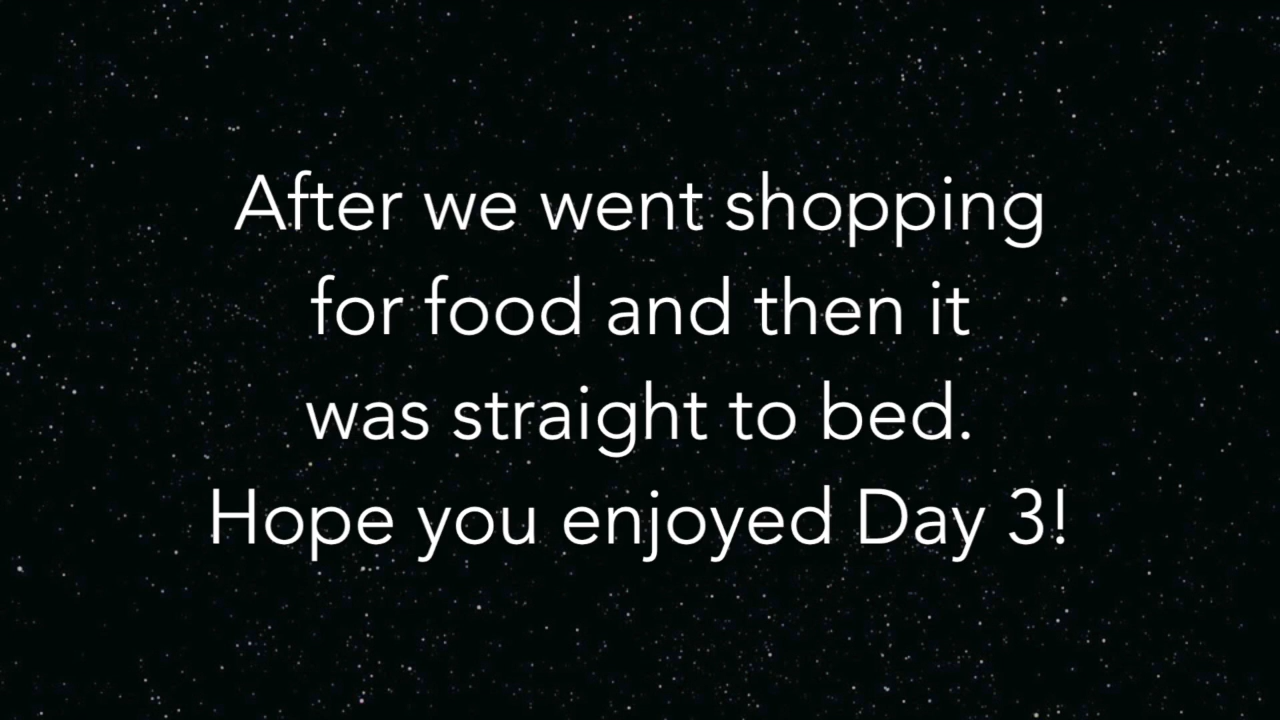 After we went shopping
for food and then it
was straight to bed.
Hope you enjoyed Day 3!